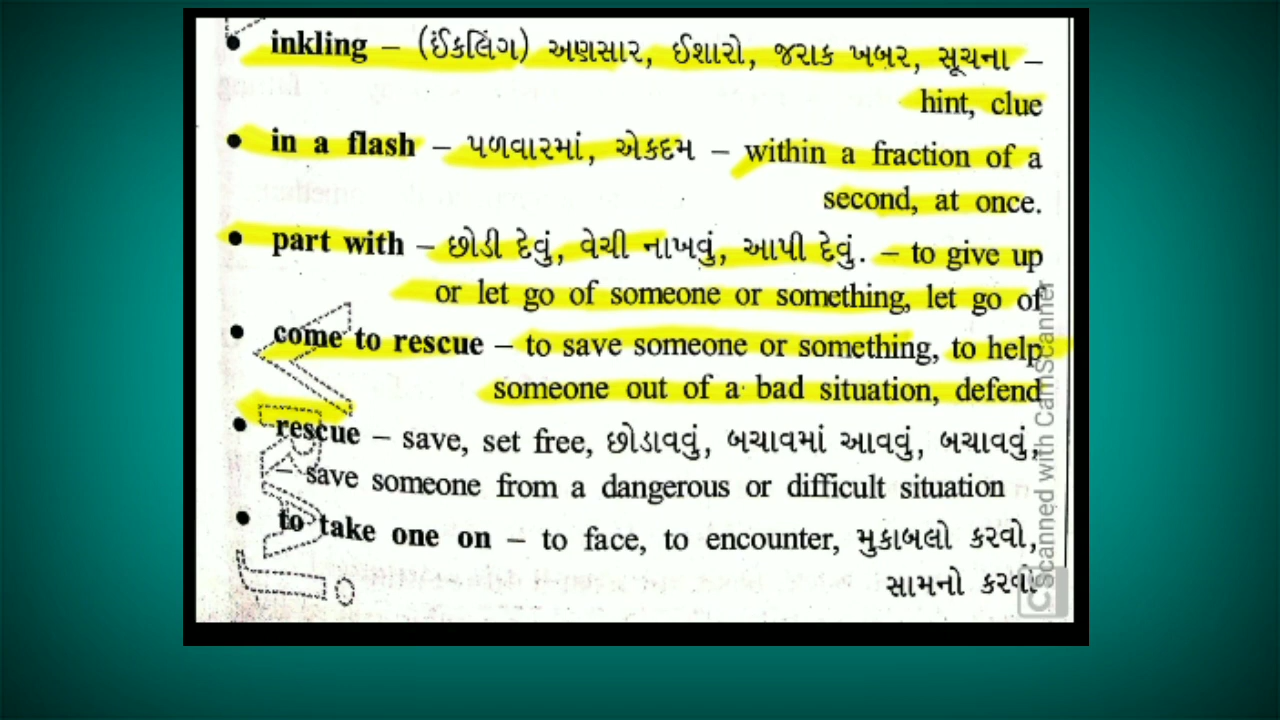 • inkling – (ઈંકલિંગ) અણસાર, ઈશારો, જરાક ખબર, સૂચના –
hint, clue
• in a flash – પળવારમાં, એકદમ – within a fraction of a
second, at once.
• part with – છોડી દેવું, વેચી નાખવું, આપી દેવું. – to give up
or let go of someone or something, let go of
• come to rescue – to save someone or something, to help
someone out of a bad situation, defend
• rescue – save, set free, છોડાવવું, બચાવમાં આવવું, બચાવવું,
– save someone from a dangerous or difficult situation
• to take one on – to face, to encounter, મુકાબલો કરવો,
સામનો કરવો
CS Scanned with CamScanner